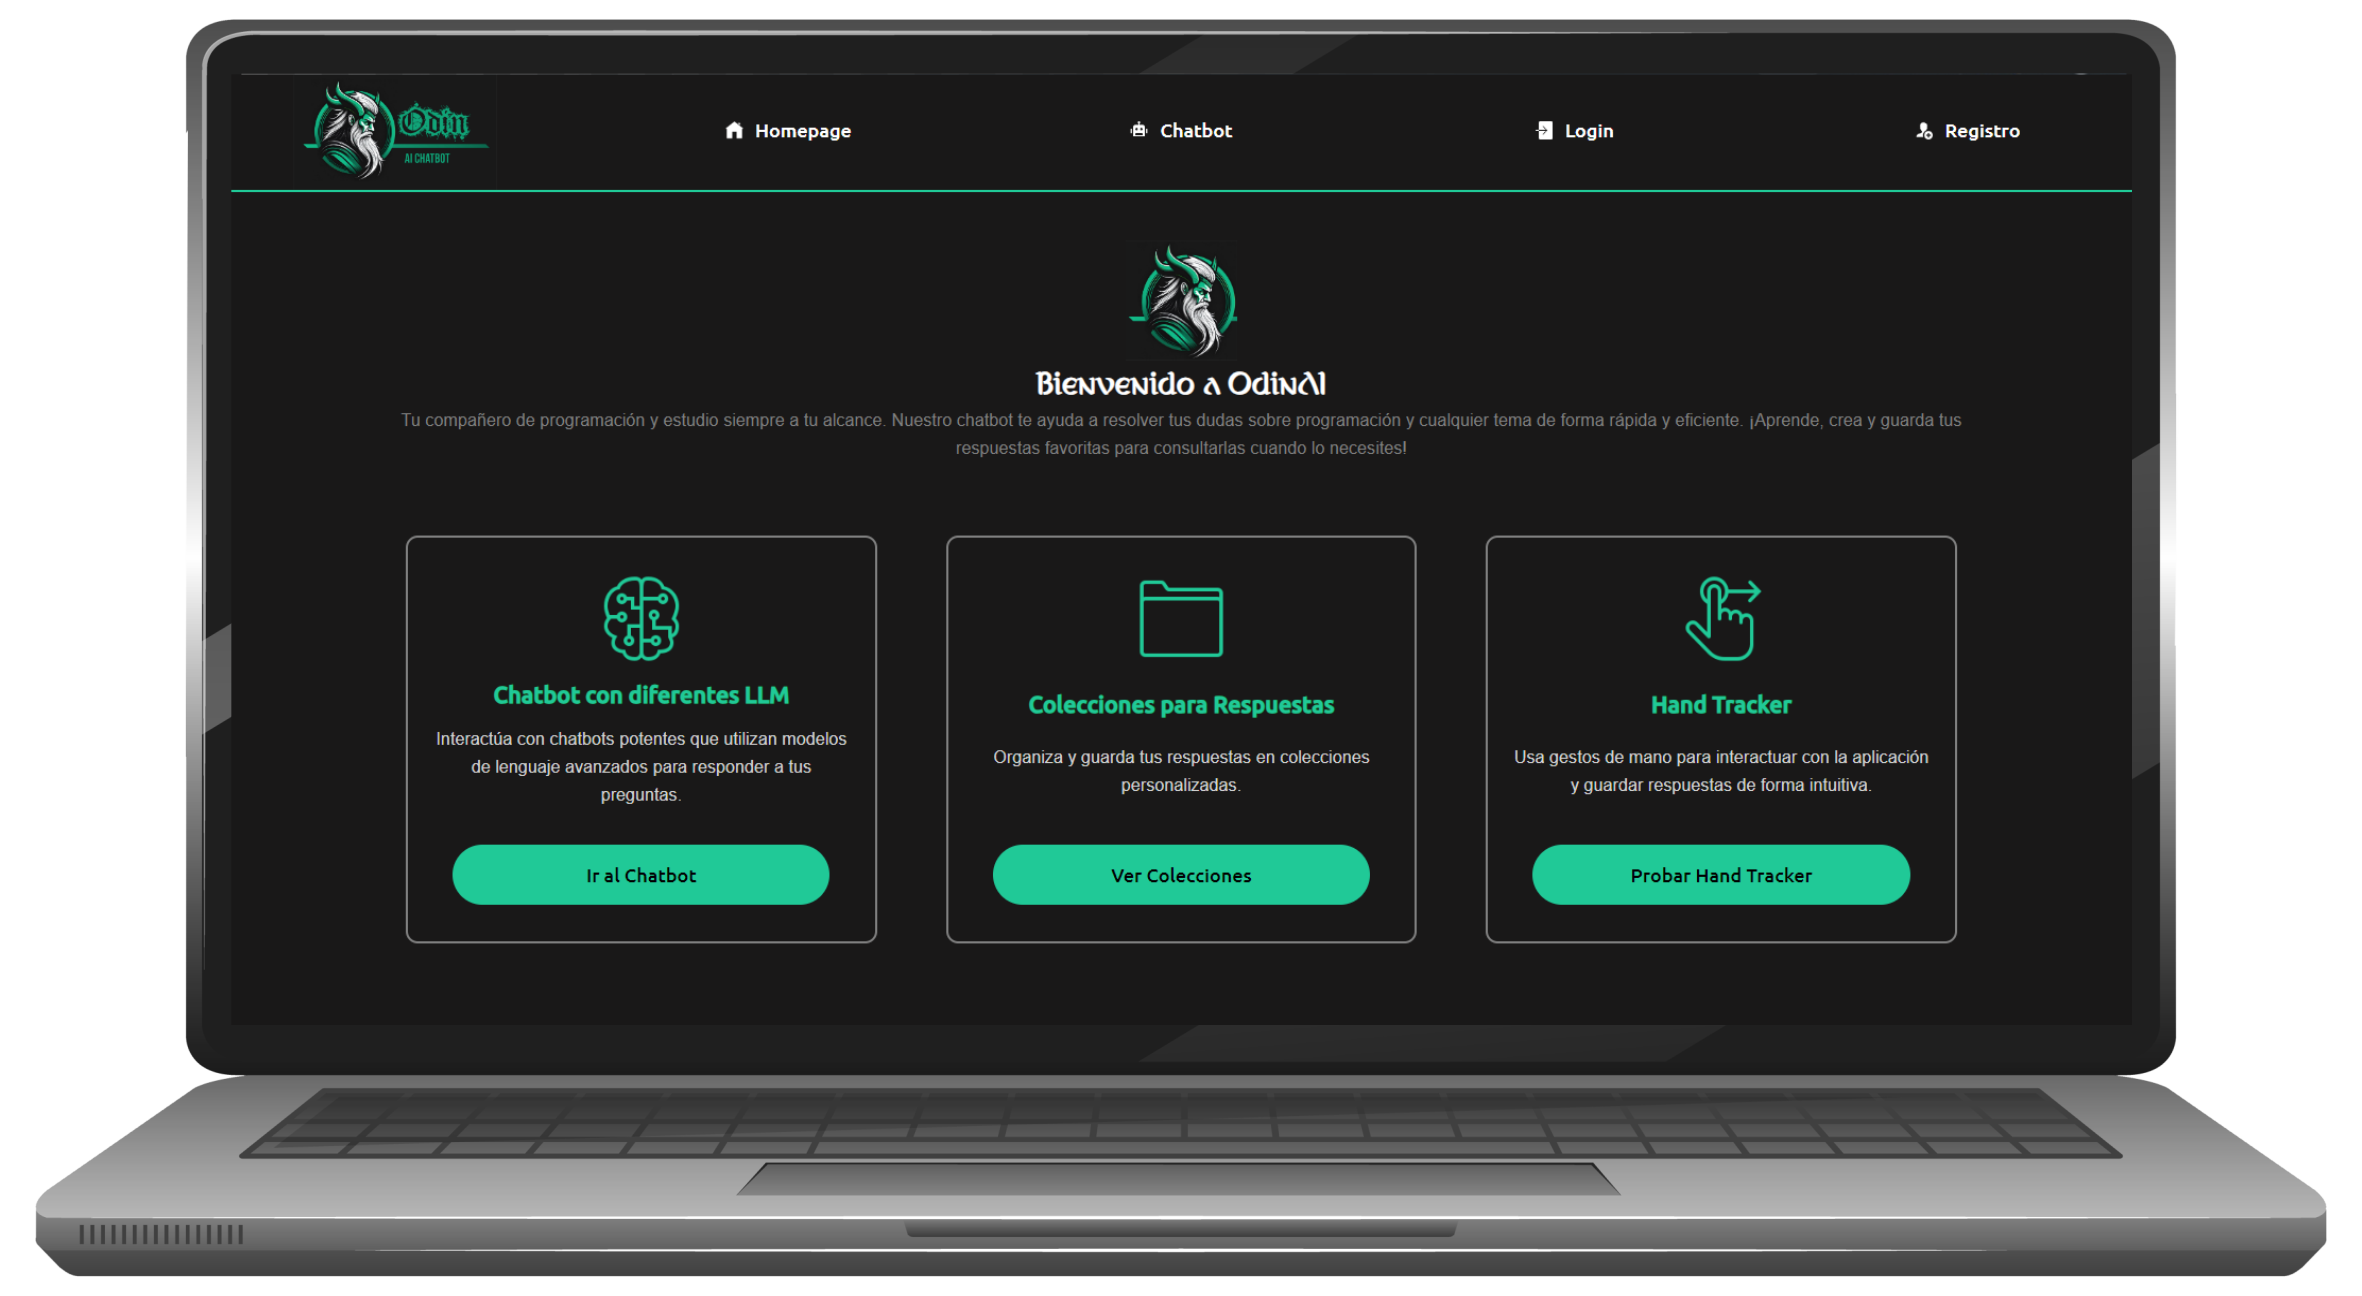 Odin
AI CHATBOT
Homepage
Chatbot
Login
Registro
Bienvenido a OdinAI
Tu compañero de programación y estudio siempre a tu alcance. Nuestro chatbot te ayuda a resolver tus dudas sobre programación y cualquier tema de forma rápida y eficiente. ¡Aprende, crea y guarda tus
respuestas favoritas para consultarlas cuando lo necesites!
Chatbot con diferentes LLM
Interactúa con chatbots potentes que utilizan modelos
de lenguaje avanzados para responder a tus
preguntas.
Ir al Chatbot
Colecciones para Respuestas
Organiza y guarda tus respuestas en colecciones
personalizadas.
Ver Colecciones
Hand Tracker
Usa gestos de mano para interactuar con la aplicación
y guardar respuestas de forma intuitiva.
Probar Hand Tracker